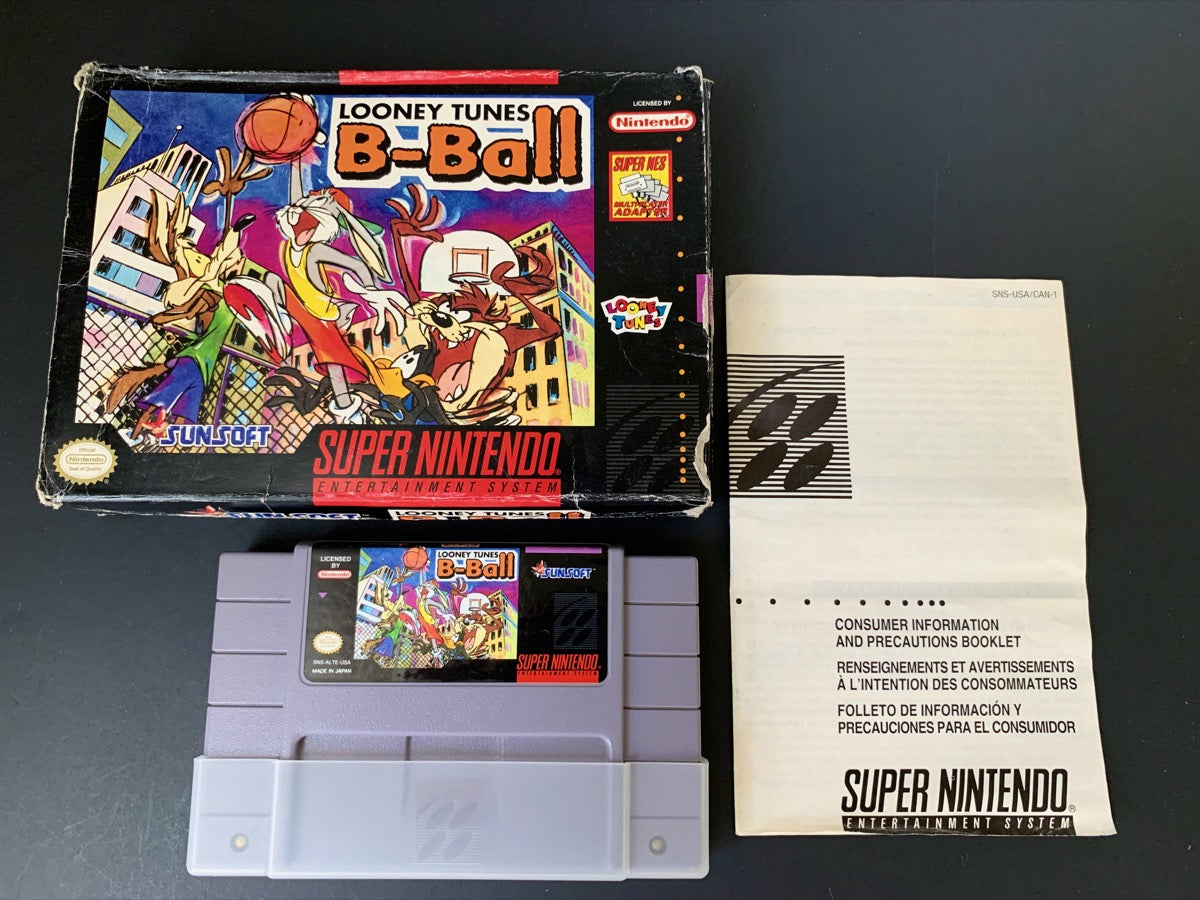 LOONEY TUNES
B-Ball
LICENSED BY
Nintendo
SUPER NES
MULTIPLAYER
ADAPTER
LOONEY
TUNES
SUNSOFT
Official
Nintendo
Seal of Quality
SUPER NINTENDO®
ENTERTAINMENT SYSTEM
LOONEY TUNES
LICENSED
BY
Nintendo
LOONEY TUNES
B-Ball
SUNSOFT
SNS-ALTE-USA
MADE IN JAPAN
SUPER NINTENDO
ENTERTAINMENT SYSTEM
SNS-USA/CAN-1
CONSUMER INFORMATION
AND PRECAUTIONS BOOKLET
RENSEIGNEMENTS ET AVERTISSEMENTS
À L'INTENTION DES CONSOMMATEURS
FOLLETO DE INFORMACIÓN Y
PRECAUCIONES PARA EL CONSUMIDOR
SUPER NINTENDO®
ENTERTAINMENT SYSTEM